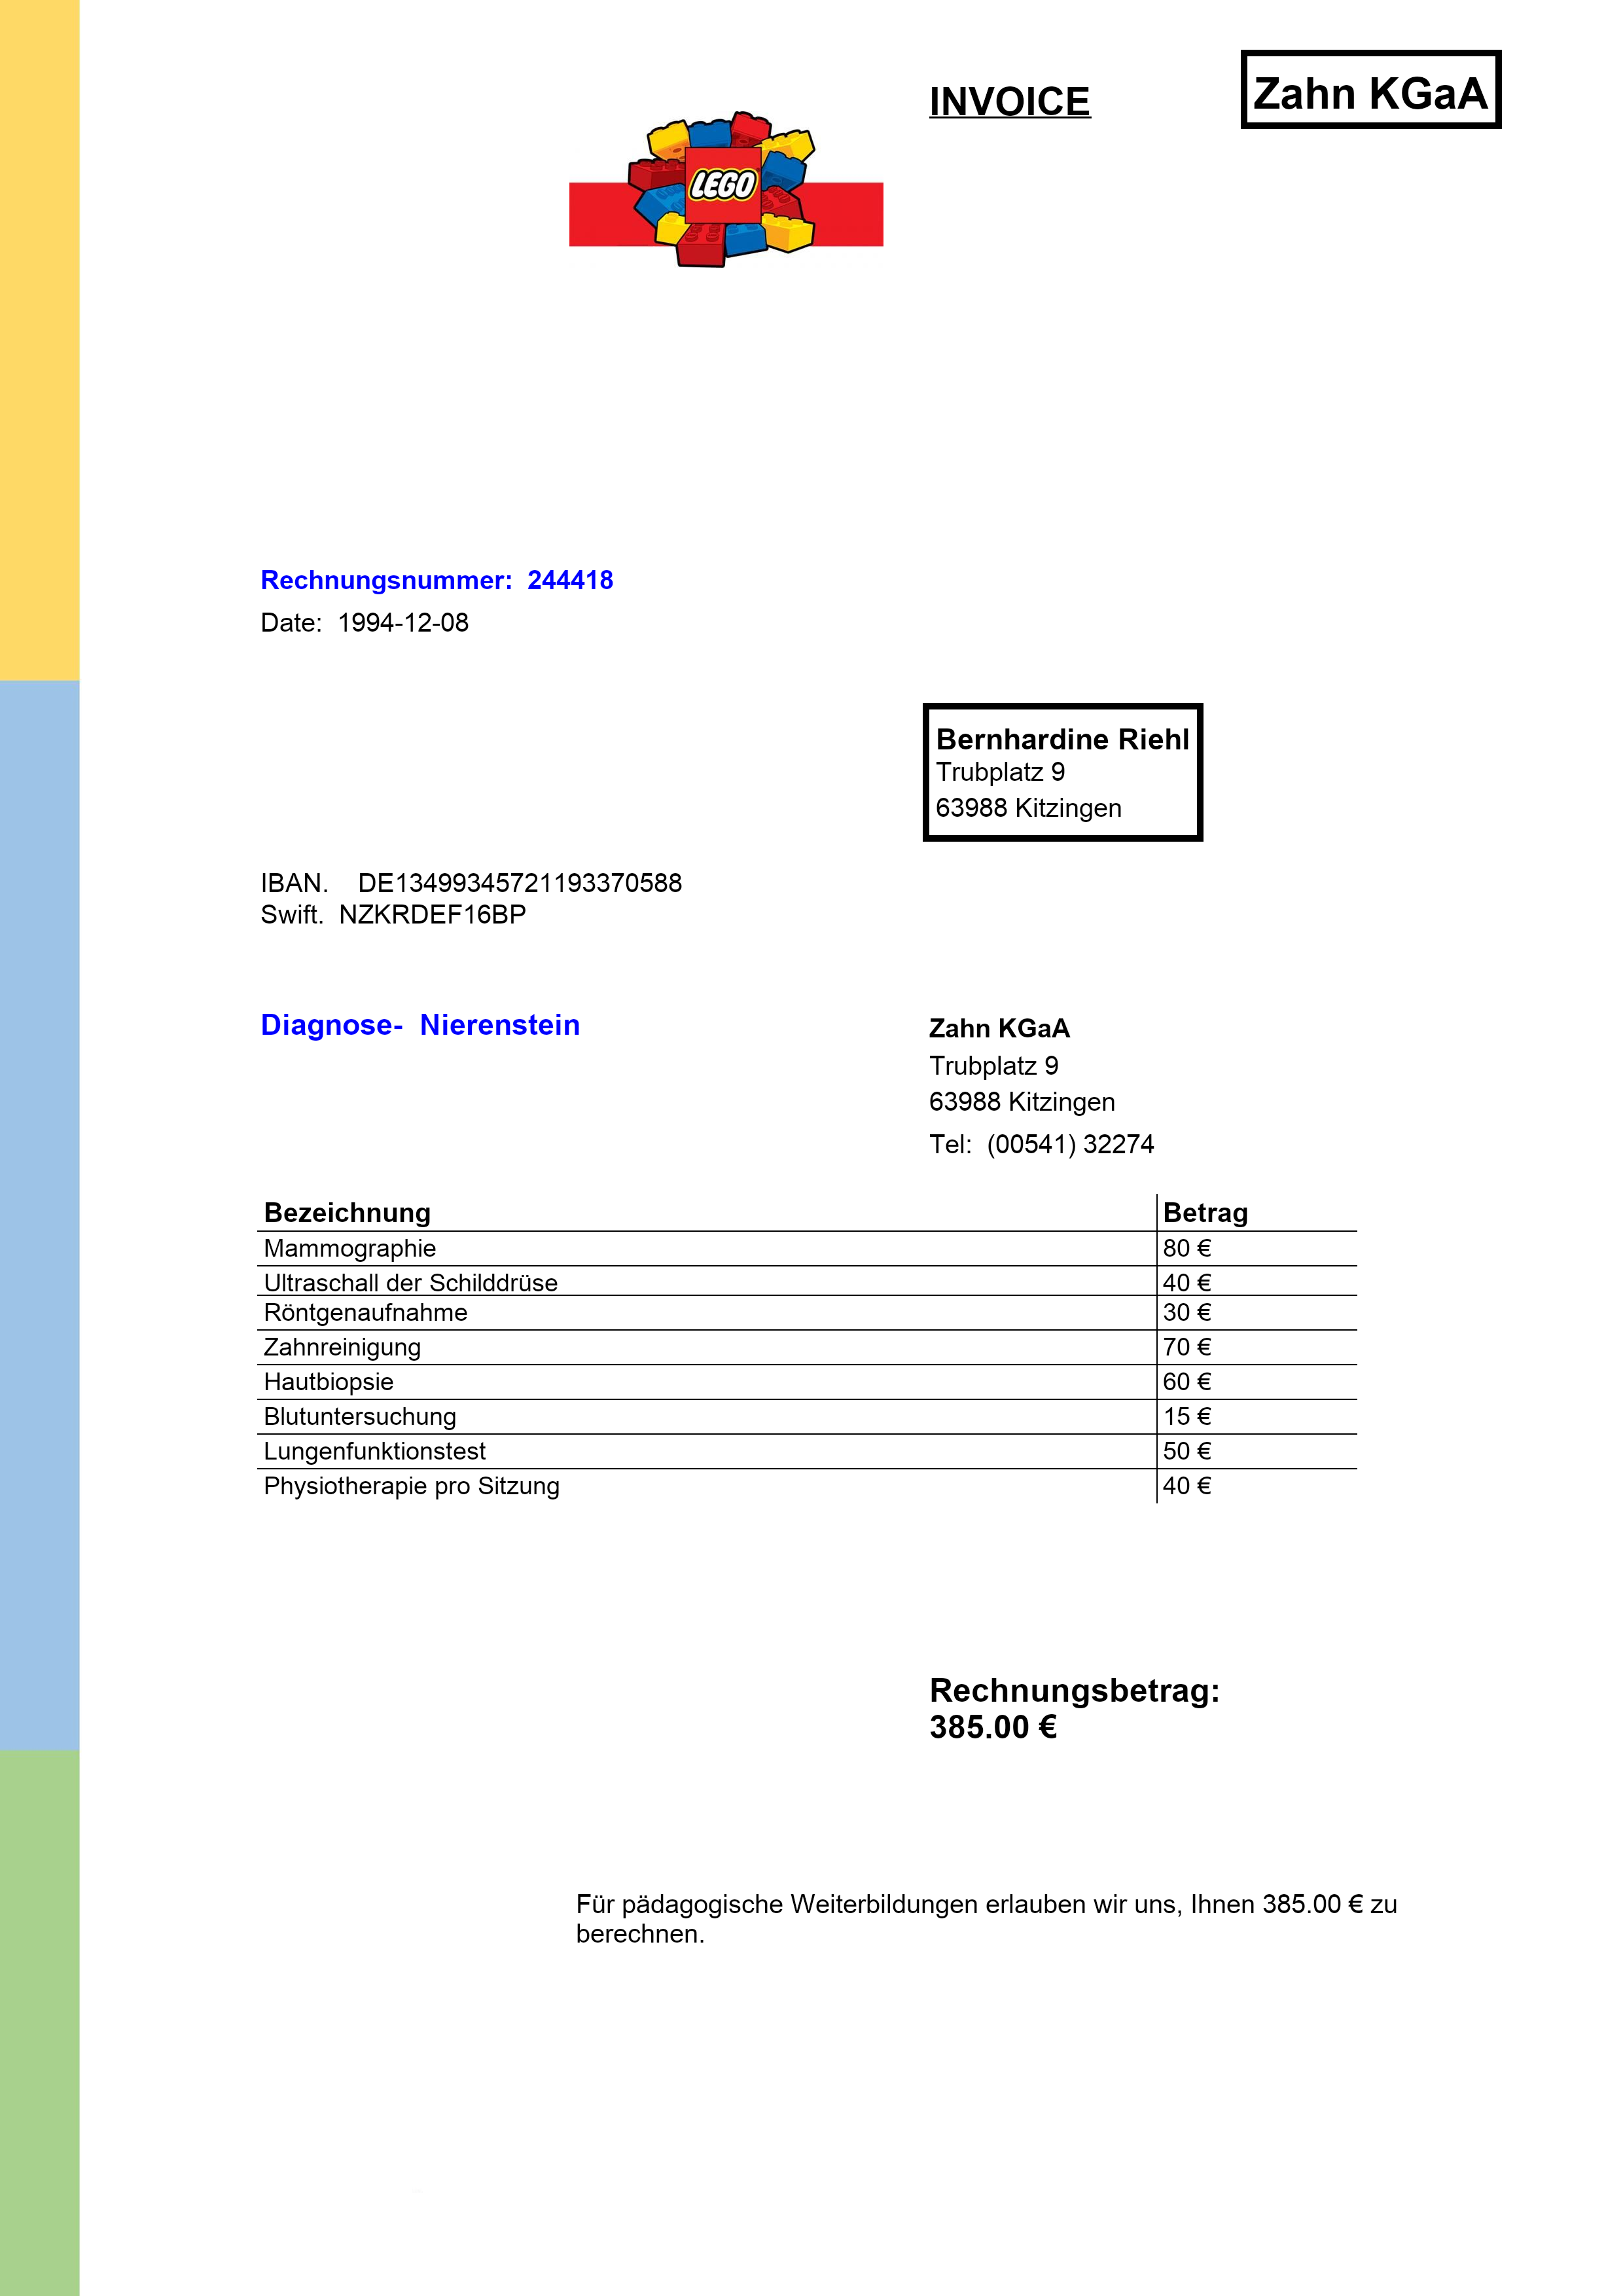 INVOICE
Zahn KGaA
LEGO
Rechnungsnummer: 244418
Date: 1994-12-08
Bernhardine Riehl
Trubplatz 9
63988 Kitzingen
IBAN. DE13499345721193370588
Swift. NZKRDEF16BP
Diagnose- Nierenstein
Zahn KGaA
Trubplatz 9
63988 Kitzingen
Tel: (00541) 32274
Bezeichnung Betrag
Mammographie 80 €
Ultraschall der Schilddrüse 40 €
Röntgenaufnahme 30 €
Zahnreinigung 70 €
Hautbiopsie 60 €
Blutuntersuchung 15 €
Lungenfunktionstest 50 €
Physiotherapie pro Sitzung 40 €
Rechnungsbetrag:
385.00 €
Für pädagogische Weiterbildungen erlauben wir uns, Ihnen 385.00 € zu
berechnen.